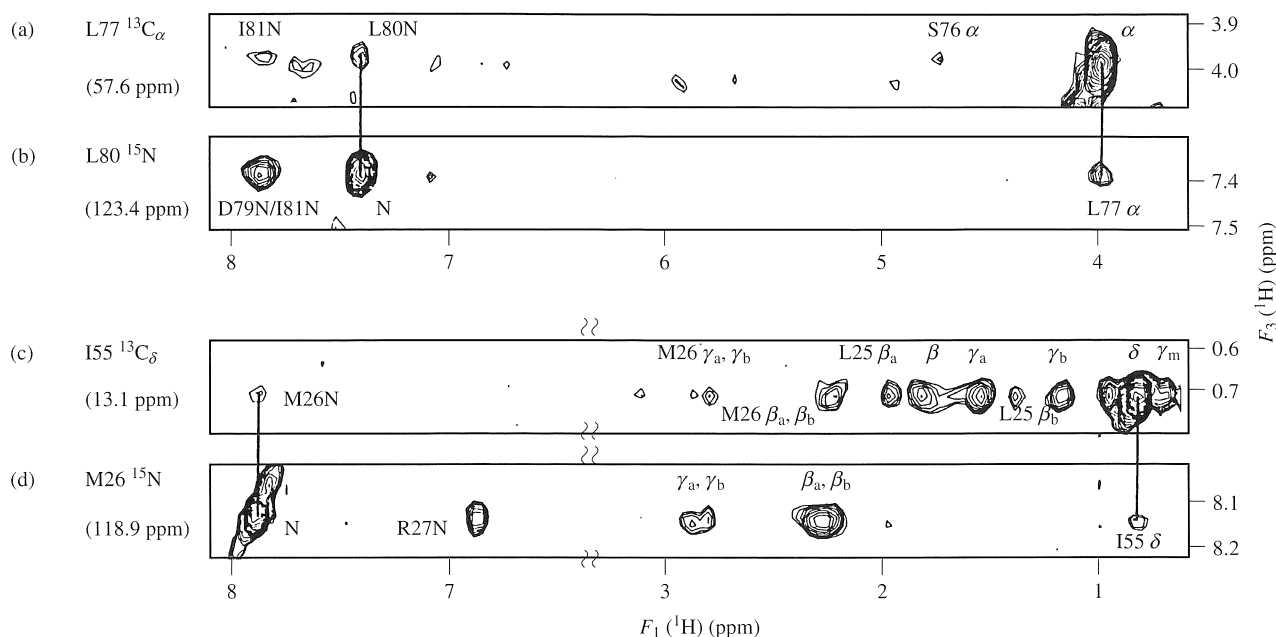 (a) L77 ¹³Cα I81N L80N S76 α α 3.9
(57.6 ppm) 4.0
(b) L80 ¹⁵N 7.4
(123.4 ppm) D79N/I81N N L77 α 7.5
8 7 6 5 4
F₃ (¹H) (ppm)
(c) I55 ¹³Cδ M26 γa, γb L25 βa β γa γb δ γm 0.6
(13.1 ppm) M26N M26 βa, βb L25 βb 0.7
(d) M26 ¹⁵N γa, γb βa, βb 8.1
(118.9 ppm) N R27N I55 δ 8.2
8 7 3 2 1
F₁ (¹H) (ppm)